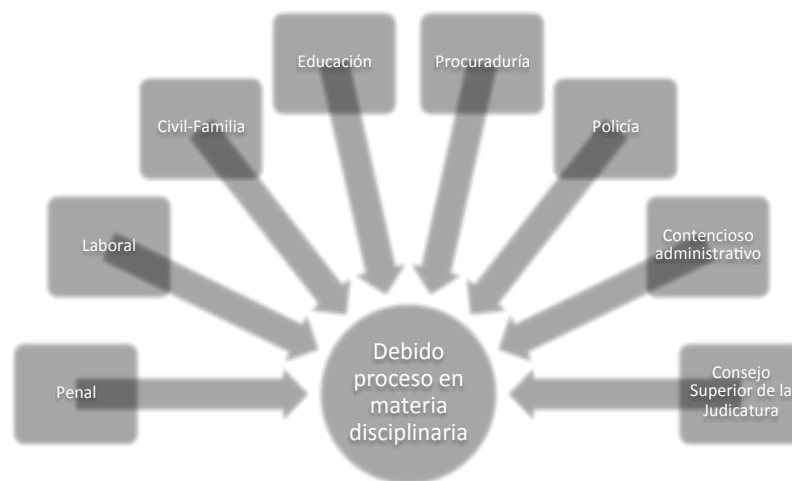 Educación
Procuraduría
Civil-Familia
Policía
Laboral
Contencioso
administrativo
Penal
Debido
proceso en
materia
disciplinaria
Consejo
Superior de la
Judicatura